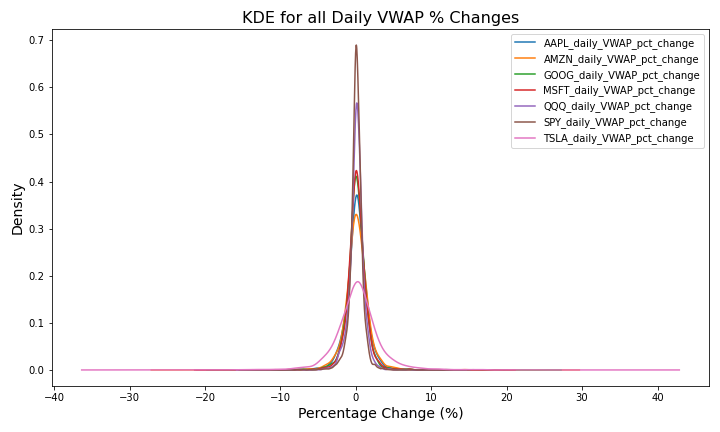 KDE for all Daily VWAP % Changes
0.7
0.6
0.5
0.4
0.3
0.2
0.1
0.0
Density
AAPL_daily_VWAP_pct_change
AMZN_daily_VWAP_pct_change
GOOG_daily_VWAP_pct_change
MSFT_daily_VWAP_pct_change
QQQ_daily_VWAP_pct_change
SPY_daily_VWAP_pct_change
TSLA_daily_VWAP_pct_change
−40 −30 −20 −10 0 10 20 30 40
Percentage Change (%)